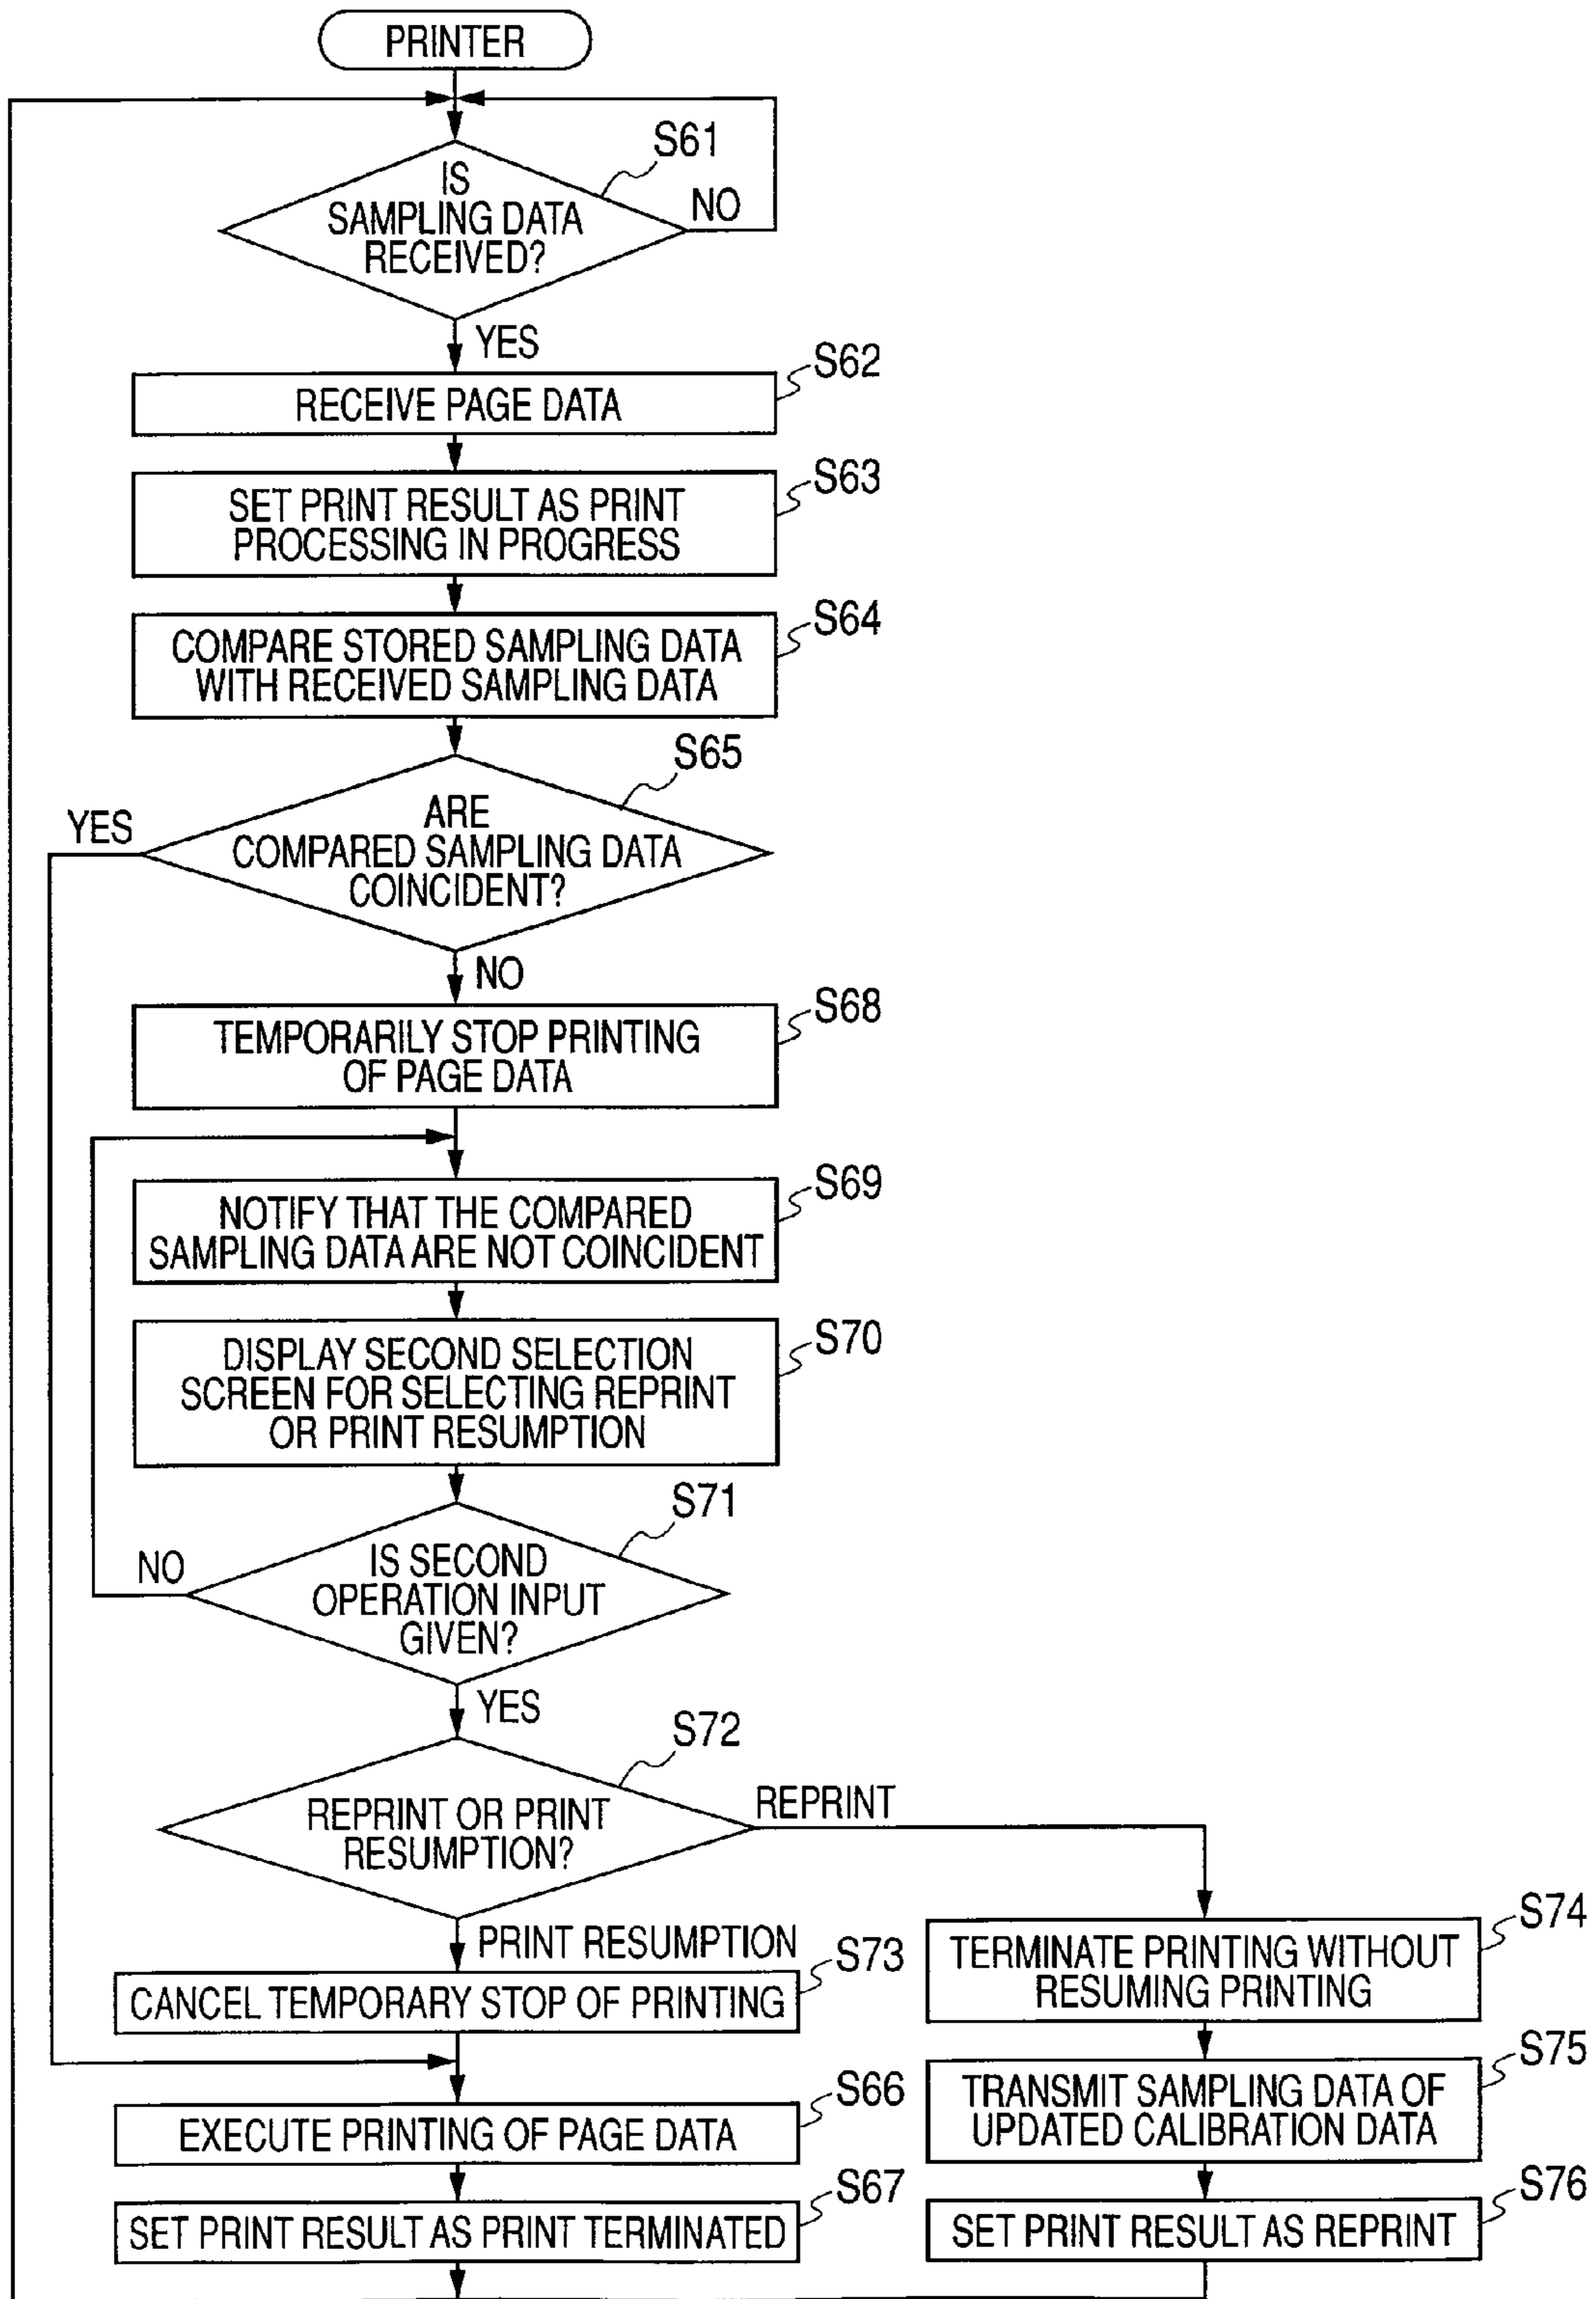 PRINTER
S61
IS
SAMPLING DATA
RECEIVED?
NO
YES
S62
RECEIVE PAGE DATA
S63
SET PRINT RESULT AS PRINT
PROCESSING IN PROGRESS
S64
COMPARE STORED SAMPLING DATA
WITH RECEIVED SAMPLING DATA
S65
YES
ARE
COMPARED SAMPLING DATA
COINCIDENT?
NO
S68
TEMPORARILY STOP PRINTING
OF PAGE DATA
S69
NOTIFY THAT THE COMPARED
SAMPLING DATA ARE NOT COINCIDENT
S70
DISPLAY SECOND SELECTION
SCREEN FOR SELECTING REPRINT
OR PRINT RESUMPTION
S71
NO
IS SECOND
OPERATION INPUT
GIVEN?
YES
S72
REPRINT OR PRINT
RESUMPTION?
REPRINT
PRINT RESUMPTION
S73
CANCEL TEMPORARY STOP OF PRINTING
S66
EXECUTE PRINTING OF PAGE DATA
S67
SET PRINT RESULT AS PRINT TERMINATED
S74
TERMINATE PRINTING WITHOUT
RESUMING PRINTING
S75
TRANSMIT SAMPLING DATA OF
UPDATED CALIBRATION DATA
S76
SET PRINT RESULT AS REPRINT